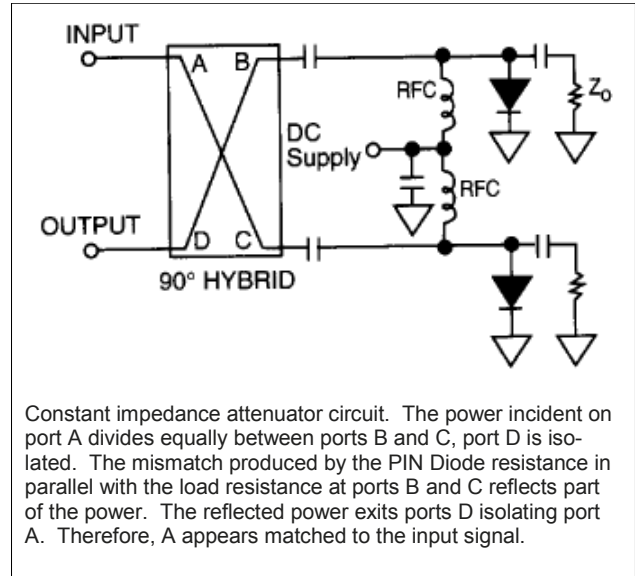 INPUT
A
B
RFC
Zo
DC
Supply
RFC
OUTPUT
D
C
90° HYBRID
Constant impedance attenuator circuit. The power incident on
port A divides equally between ports B and C, port D is iso-
lated. The mismatch produced by the PIN Diode resistance in
parallel with the load resistance at ports B and C reflects part
of the power. The reflected power exits ports D isolating port
A. Therefore, A appears matched to the input signal.